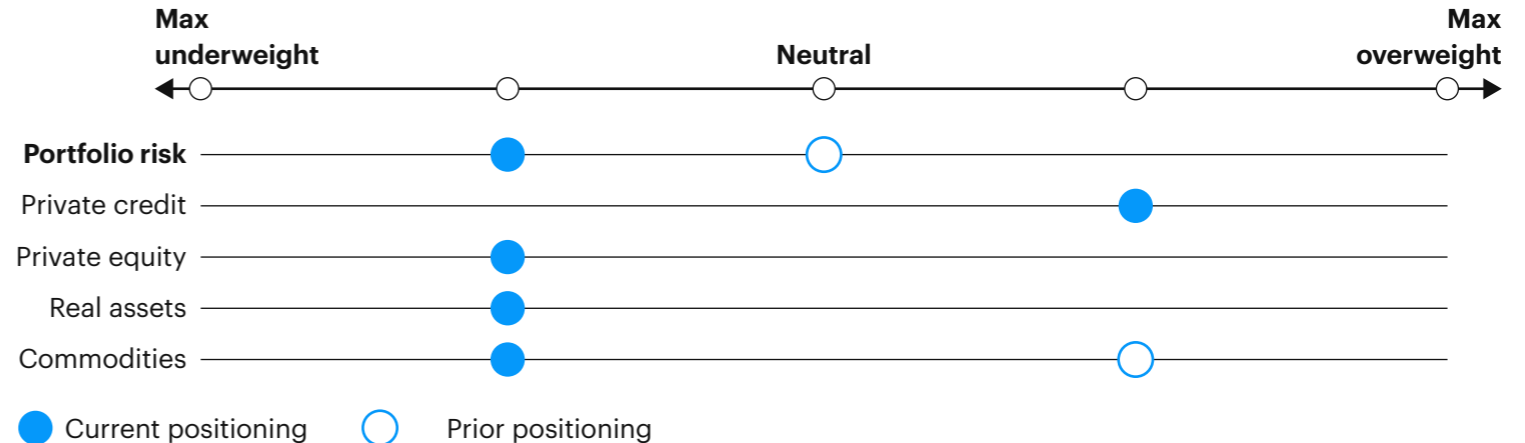 Max
underweight
Neutral
Max
overweight
Portfolio risk
Private credit
Private equity
Real assets
Commodities
Current positioning
Prior positioning